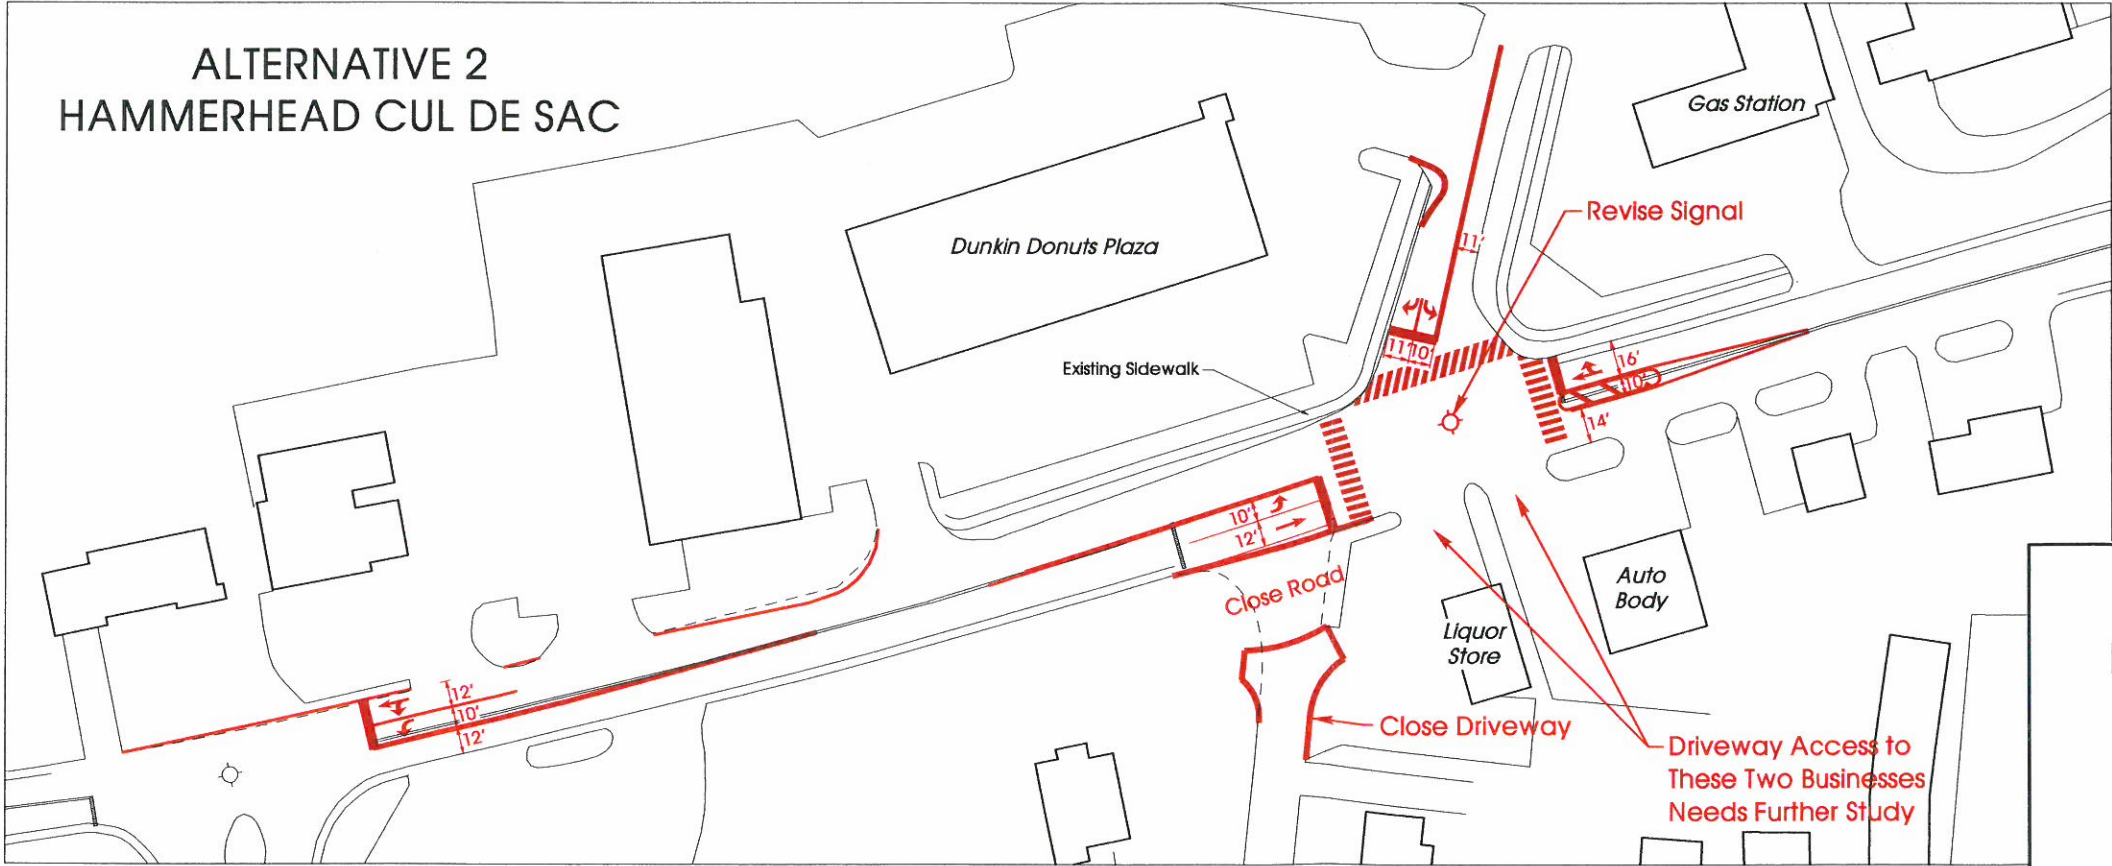 ALTERNATIVE 2
HAMMERHEAD CUL DE SAC
Gas Station
Revise Signal
Dunkin Donuts Plaza
11'
Existing Sidewalk
11'
10'
16'
10'
14'
10'
12'
Close Road
Auto
Body
Liquor
Store
12'
10'
12'
Close Driveway
Driveway Access to
These Two Businesses
Needs Further Study